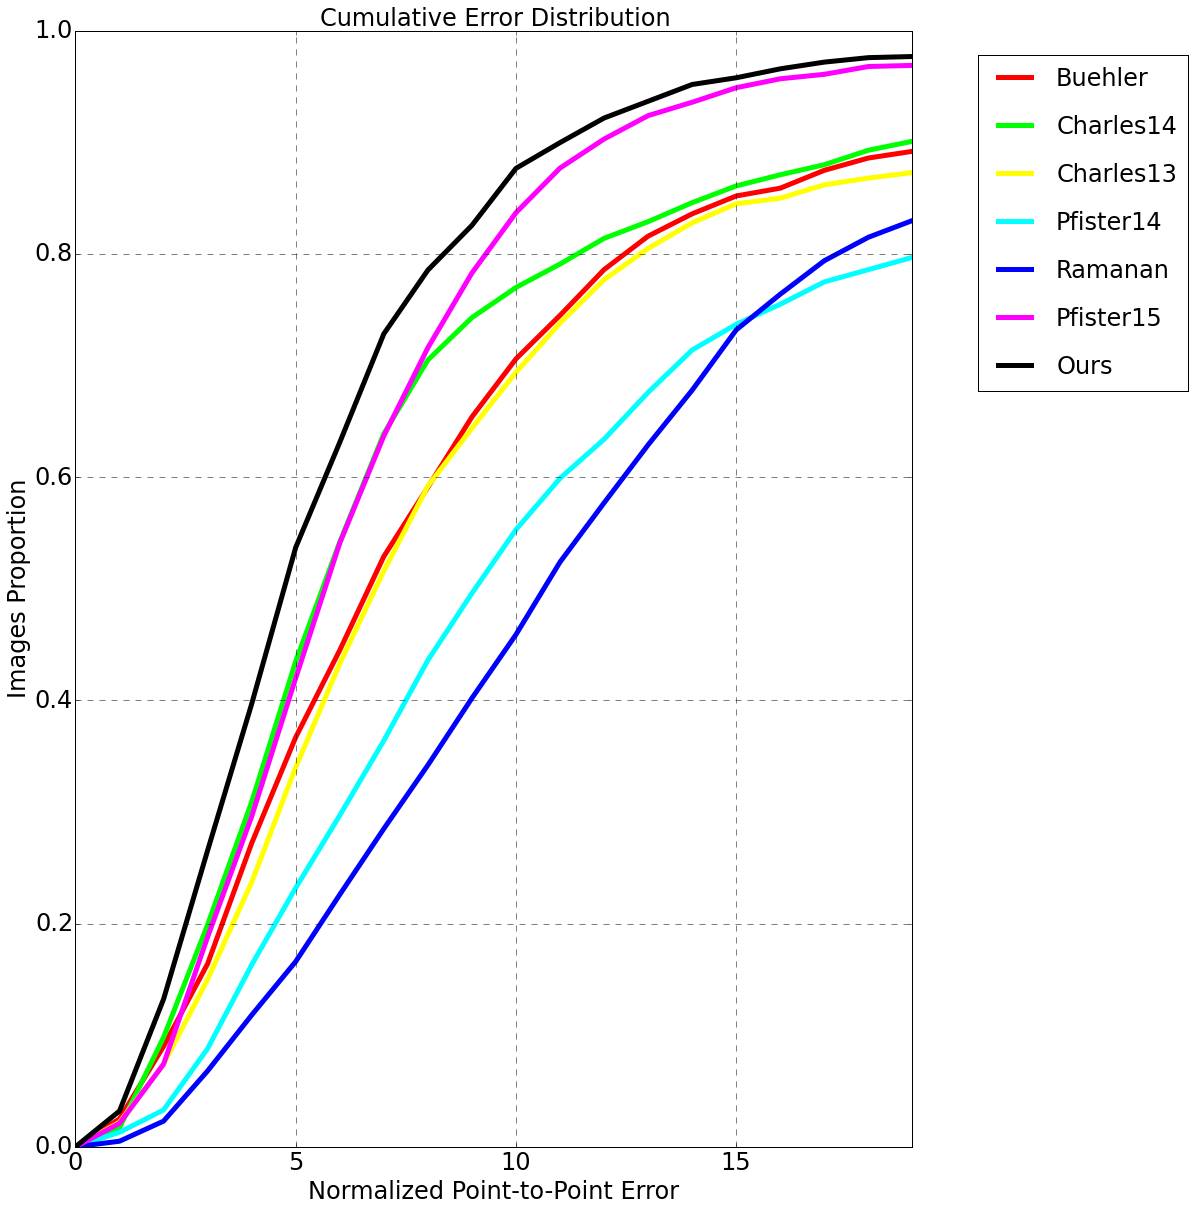 Cumulative Error Distribution
1.0
0.8
0.6
0.4
0.2
0.0
Images Proportion
0 5 10 15
Normalized Point-to-Point Error
Buehler
Charles14
Charles13
Pfister14
Ramanan
Pfister15
Ours